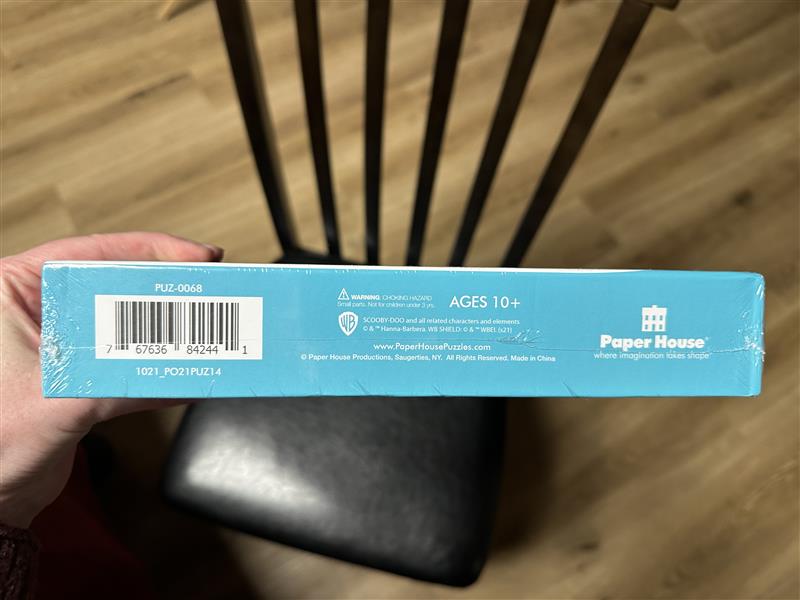 PUZ-0068
7 67636 84244 1
1021_PO21PUZ14
WARNING: CHOKING HAZARD
Small parts. Not for children under 3 yrs.
AGES 10+
WB
SCOOBY-DOO and all related characters and elements
© & ™ Hanna-Barbera. WB SHIELD: © & ™ WBEI. (s21)
www.PaperHousePuzzles.com
© Paper House Productions, Saugerties, NY. All Rights Reserved. Made in China
Paper House®
where imagination takes shape™